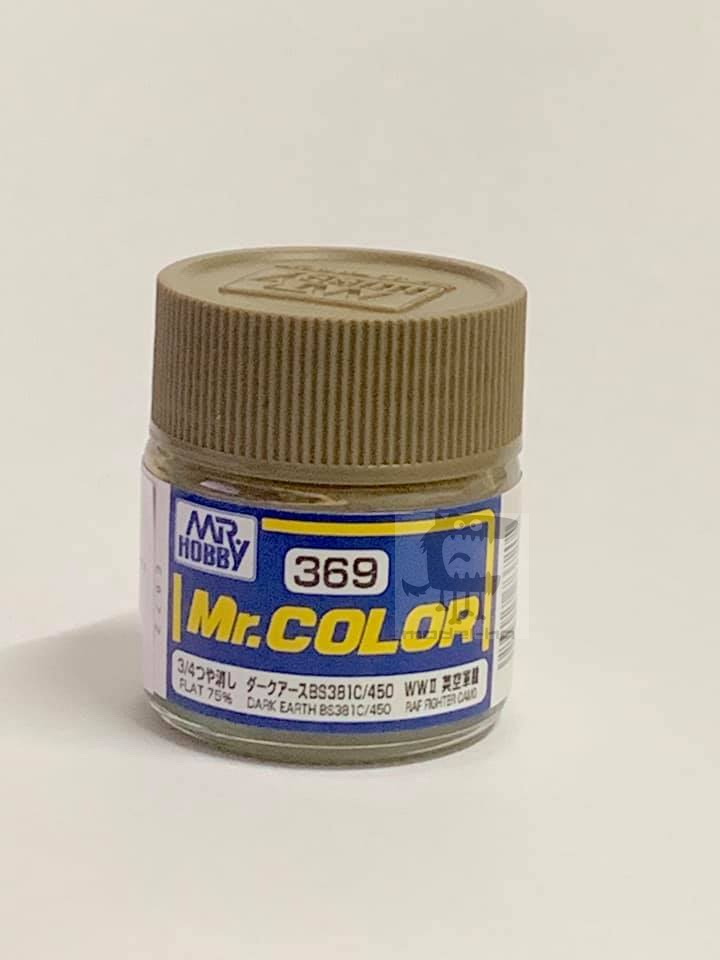 MR.
HOBBY
369
Mr.COLOR
3/4つや消し ダークアースBS381C/450 WWⅡ 英空軍機
FLAT 75% DARK EARTH BS381C/450 RAF FIGHTER CAMO